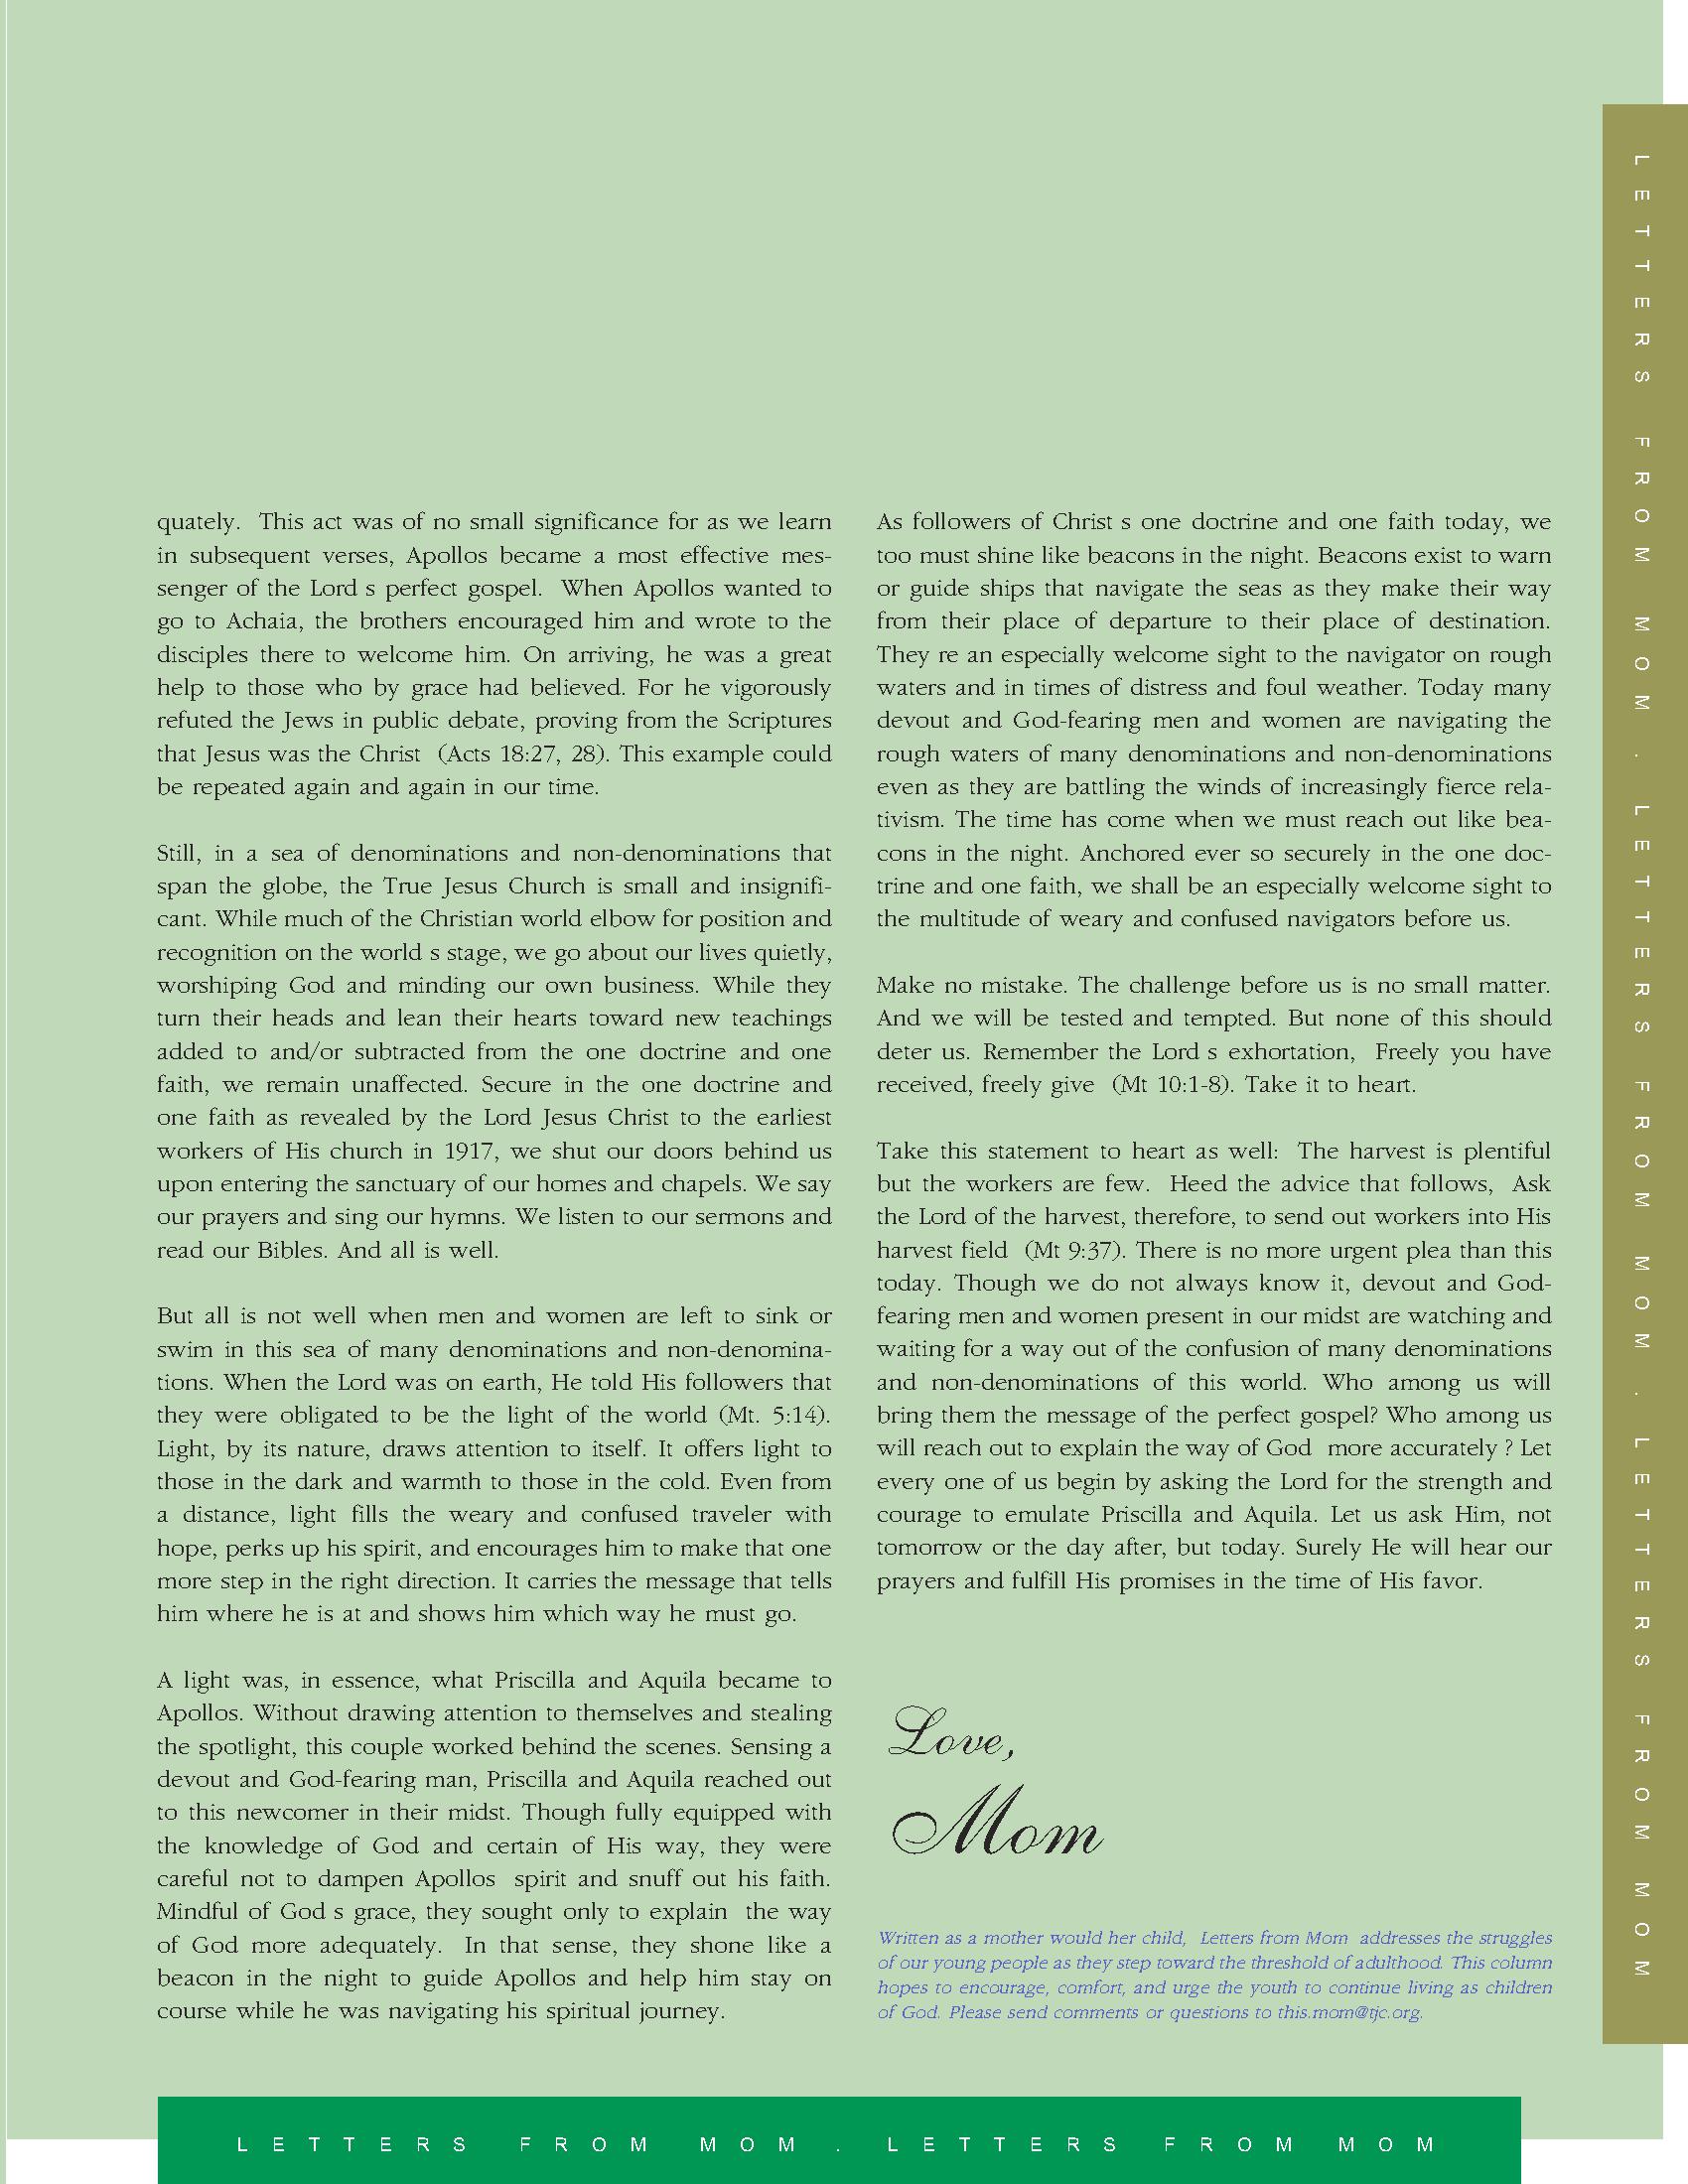 quately.  This act was of no small significance for as we learn
in subsequent verses, Apollos became a most effective mes-
senger of the Lord s perfect gospel.  When Apollos wanted to
go to Achaia, the brothers encouraged him and wrote to the
disciples there to welcome him. On arriving, he was a great
help to those who by grace had believed. For he vigorously
refuted the Jews in public debate, proving from the Scriptures
that Jesus was the Christ  (Acts 18:27, 28). This example could
be repeated again and again in our time.

Still, in a sea of denominations and non-denominations that
span the globe, the True Jesus Church is small and insignifi-
cant. While much of the Christian world elbow for position and
recognition on the world s stage, we go about our lives quietly,
worshiping God and minding our own business. While they
turn their heads and lean their hearts toward new teachings
added to and/or subtracted from the one doctrine and one
faith, we remain unaffected. Secure in the one doctrine and
one faith as revealed by the Lord Jesus Christ to the earliest
workers of His church in 1917, we shut our doors behind us
upon entering the sanctuary of our homes and chapels. We say
our prayers and sing our hymns. We listen to our sermons and
read our Bibles. And all is well.

But all is not well when men and women are left to sink or
swim in this sea of many denominations and non-denomina-
tions. When the Lord was on earth, He told His followers that
they were obligated to be the light of the world (Mt. 5:14).
Light, by its nature, draws attention to itself. It offers light to
those in the dark and warmth to those in the cold. Even from
a distance, light fills the weary and confused traveler with
hope, perks up his spirit, and encourages him to make that one
more step in the right direction. It carries the message that tells
him where he is at and shows him which way he must go.

A light was, in essence, what Priscilla and Aquila became to
Apollos. Without drawing attention to themselves and stealing
the spotlight, this couple worked behind the scenes. Sensing a
devout and God-fearing man, Priscilla and Aquila reached out
to this newcomer in their midst. Though fully equipped with
the knowledge of God and certain of His way, they were
careful not to dampen Apollos  spirit and snuff out his faith.
Mindful of God s grace, they sought only to explain  the way
of God more adequately.  In that sense, they shone like a
beacon in the night to guide Apollos and help him stay on
course while he was navigating his spiritual journey.

As followers of Christ s one doctrine and one faith today, we
too must shine like beacons in the night. Beacons exist to warn
or guide ships that navigate the seas as they make their way
from their place of departure to their place of destination.
They re an especially welcome sight to the navigator on rough
waters and in times of distress and foul weather. Today many
devout and God-fearing men and women are navigating the
rough waters of many denominations and non-denominations
even as they are battling the winds of increasingly fierce rela-
tivism. The time has come when we must reach out like bea-
cons in the night. Anchored ever so securely in the one doc-
trine and one faith, we shall be an especially welcome sight to
the multitude of weary and confused navigators before us.

Make no mistake. The challenge before us is no small matter.
And we will be tested and tempted. But none of this should
deter us. Remember the Lord s exhortation,  Freely you have
received, freely give  (Mt 10:1-8). Take it to heart.

Take this statement to heart as well:  The harvest is plentiful
but the workers are few.  Heed the advice that follows,  Ask
the Lord of the harvest, therefore, to send out workers into His
harvest field  (Mt 9:37). There is no more urgent plea than this
today. Though we do not always know it, devout and God-
fearing men and women present in our midst are watching and
waiting for a way out of the confusion of many denominations
and non-denominations of this world. Who among us will
bring them the message of the perfect gospel? Who among us
will reach out to explain the way of God  more accurately ? Let
every one of us begin by asking the Lord for the strength and
courage to emulate Priscilla and Aquila. Let us ask Him, not
tomorrow or the day after, but today. Surely He will hear our
prayers and fulfill His promises in the time of His favor.

Love,
Mom

Written as a mother would her child,  Letters from Mom  addresses the struggles
of our young people as they step toward the threshold of adulthood. This column
hopes to encourage, comfort, and urge the youth to continue living as children
of God. Please send comments or questions to this.mom@tjc.org.

LETTERS FROM MOM . LETTERS FROM MOM . LETTERS FROM MOM
LETTERS FROM MOM . LETTERS FROM MOM